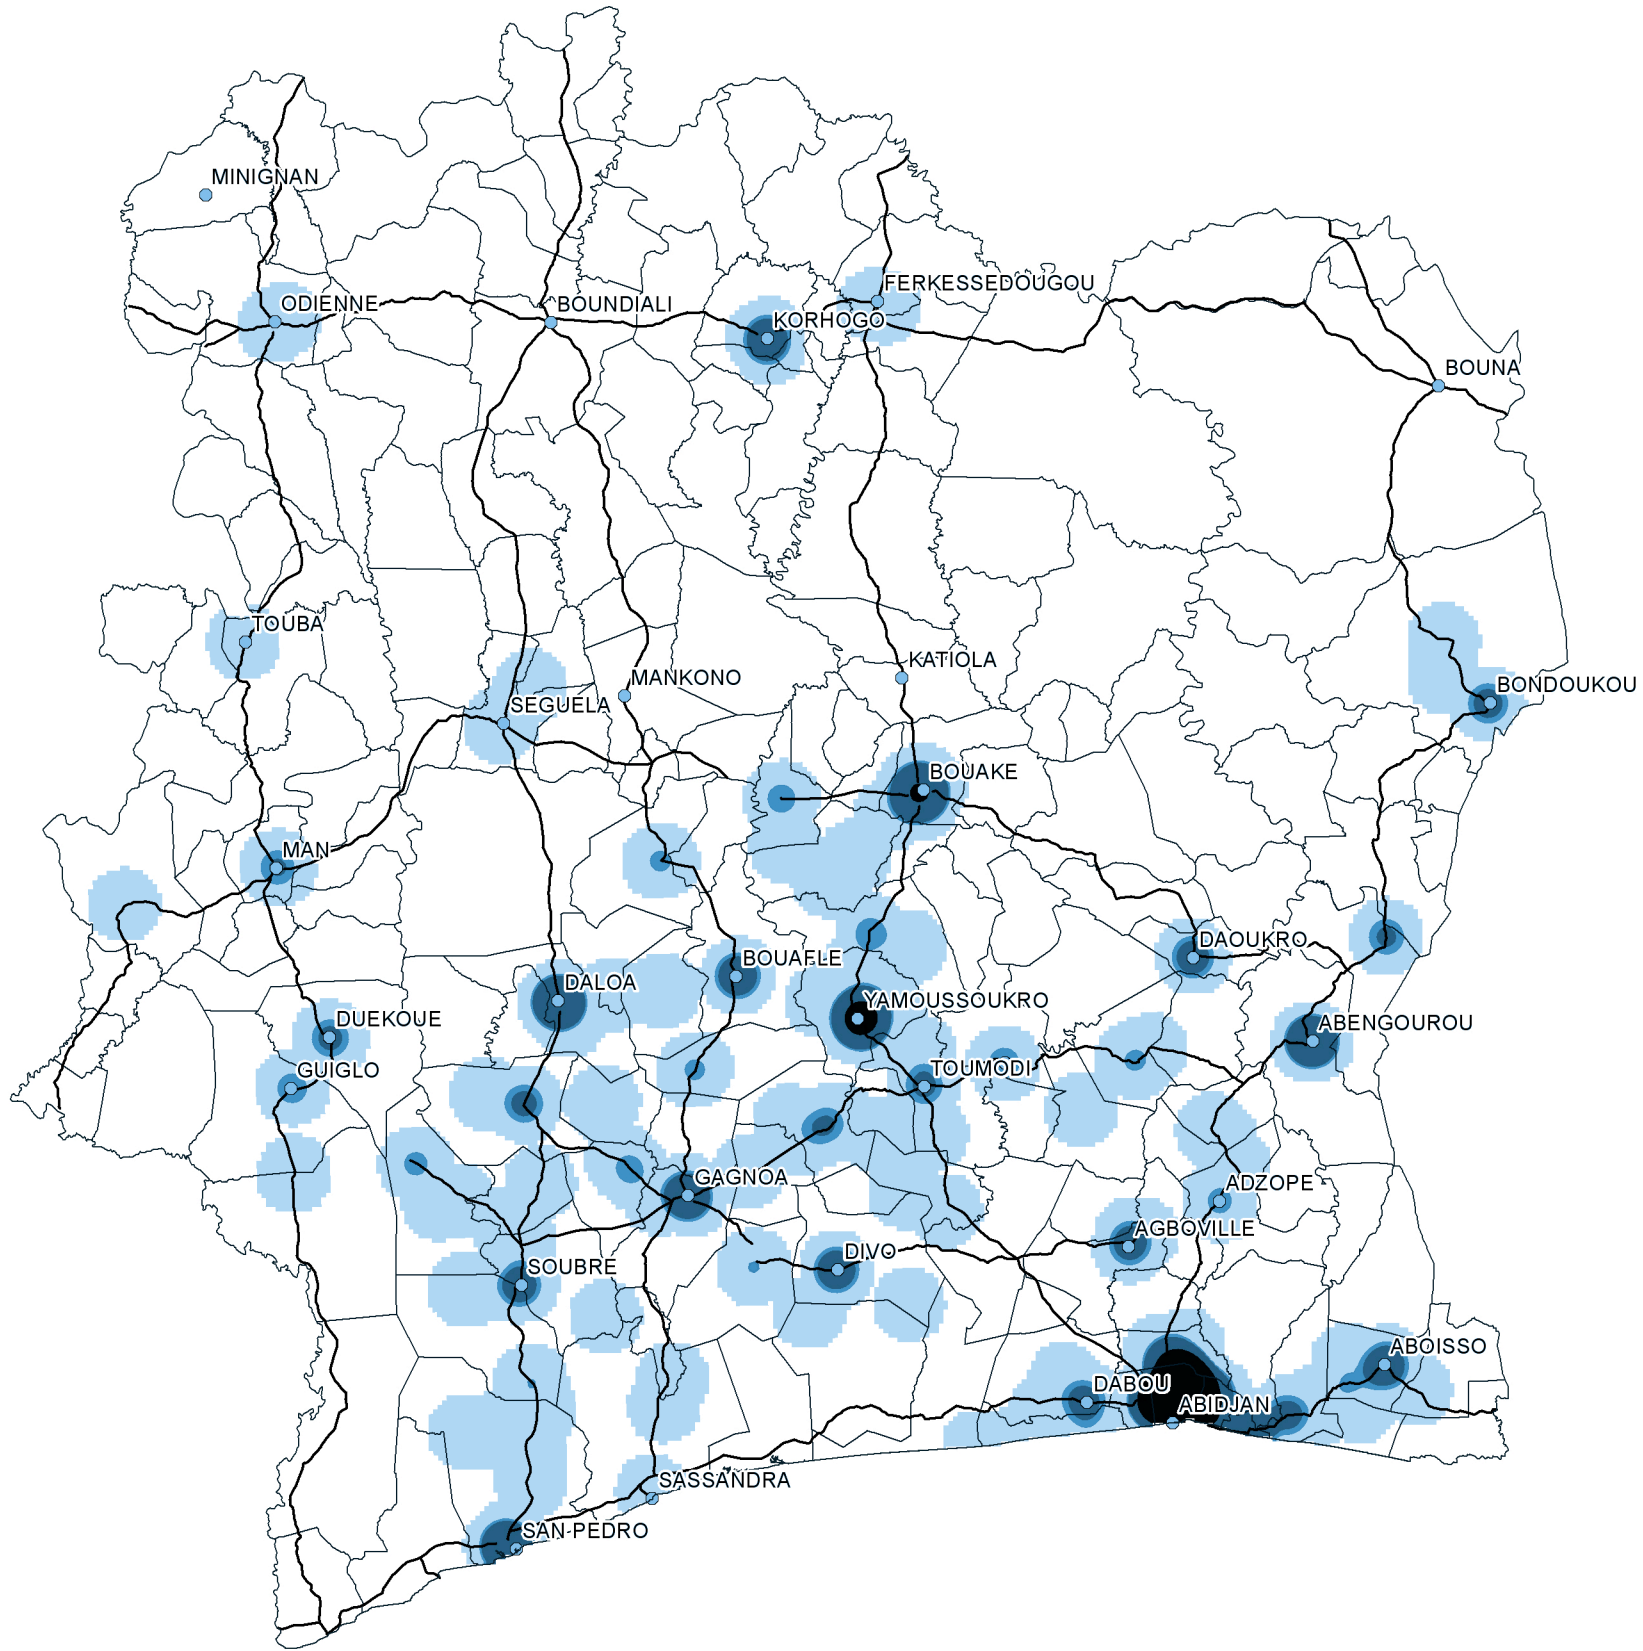 MINIGNAN
FERKESSEDOUGOU
ODIENNE
BOUNDIALI
KORHOGO
BOUNA
TOUBA
KATIOLA
MANKONO
BONDOUKOU
SEGUELA
BOUAKE
MAN
DAOUKRO
BOUAFLE
DALOA
YAMOUSSOUKRO
DUEKOUE
ABENGOUROU
GUIGLO
TOUMODI
GAGNOA
ADZOPE
AGBOVILLE
DIVO
SOUBRE
ABOISSO
DABOU
ABIDJAN
SASSANDRA
SAN-PEDRO